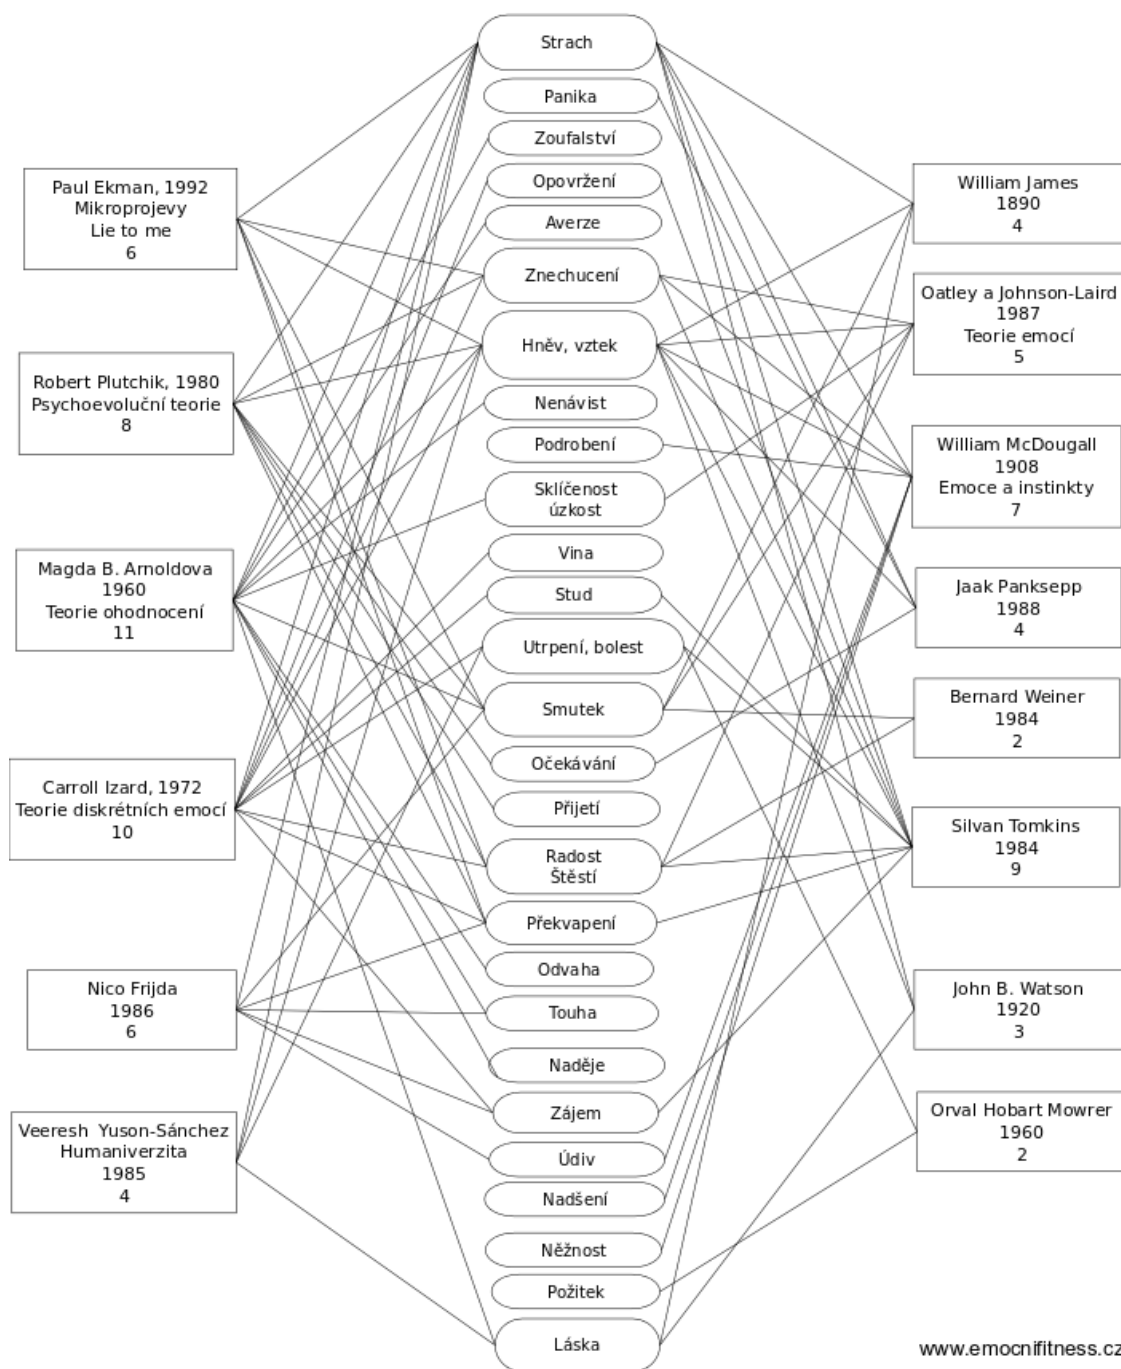 Strach
Panika
Zoufalství
Opovržení
Averze
Znechucení
Hněv, vztek
Nenávist
Podrobení
Sklíčenost
úzkost
Vina
Stud
Utrpení, bolest
Smutek
Očekávání
Přijetí
Radost
Štěstí
Překvapení
Odvaha
Touha
Naděje
Zájem
Údiv
Nadšení
Něžnost
Požitek
Láska
Paul Ekman, 1992
Mikroprojevy
Lie to me
6
Robert Plutchik, 1980
Psychoevoluční teorie
8
Magda B. Arnoldova
1960
Teorie ohodnocení
11
Carroll Izard, 1972
Teorie diskrétních emocí
10
Nico Frijda
1986
6
Veeresh Yuson-Sánchez
Humaniverzita
1985
4
William James
1890
4
Oatley a Johnson-Laird
1987
Teorie emocí
5
William McDougall
1908
Emoce a instinkty
7
Jaak Panksepp
1988
4
Bernard Weiner
1984
2
Silvan Tomkins
1984
9
John B. Watson
1920
3
Orval Hobart Mowrer
1960
2
www.emocnifitness.cz